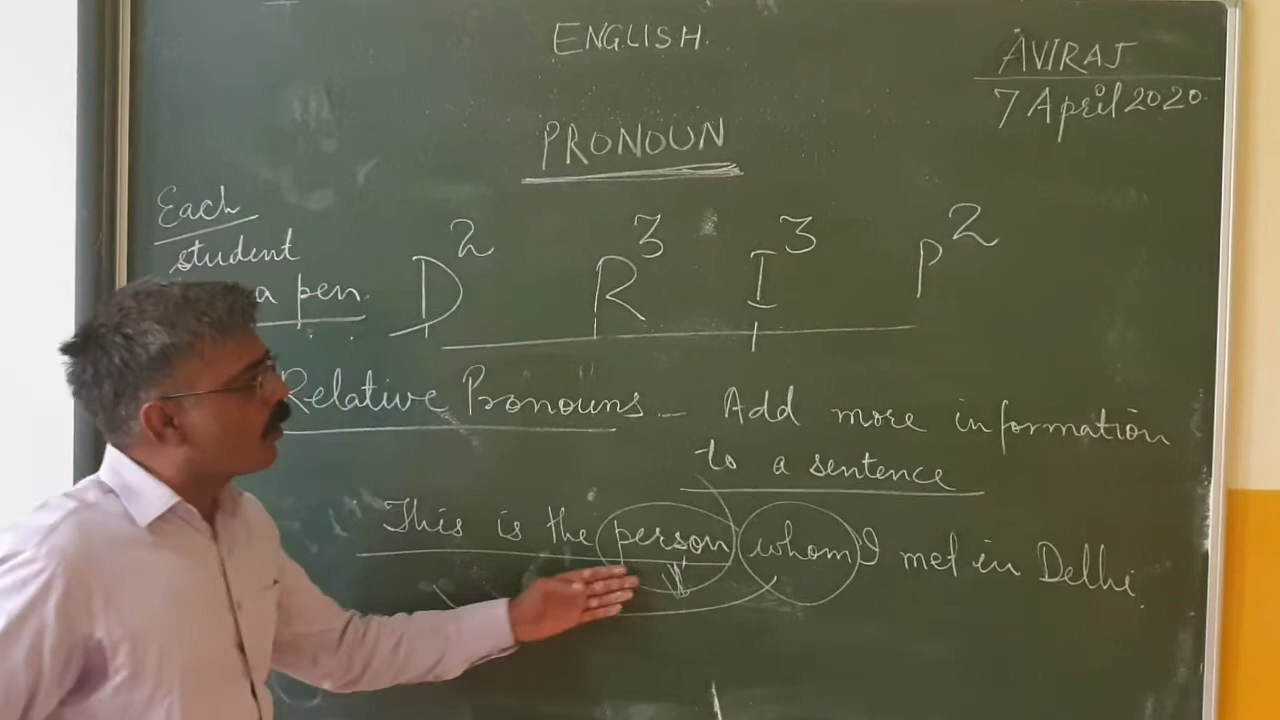 ENGLISH.
AVIRAJ
7 April 2020.
PRONOUN
Each
student
a pen.
D² R³ I³ P²
Relative Pronouns - Add more information
to a sentence
This is the person whom I met in Delhi.